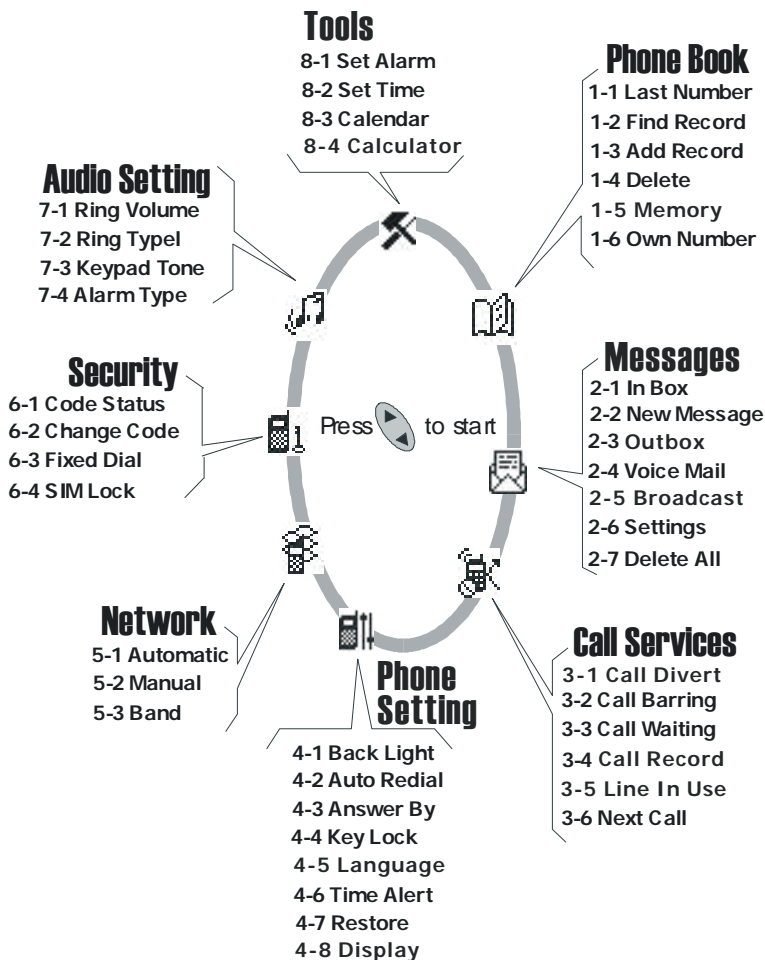 Tools
8-1 Set Alarm
8-2 Set Time
8-3 Calendar
8-4 Calculator
Phone Book
1-1 Last Number
1-2 Find Record
1-3 Add Record
1-4 Delete
1-5 Memory
1-6 Own Number
Audio Setting
7-1 Ring Volume
7-2 Ring Typel
7-3 Keypad Tone
7-4 Alarm Type
Messages
2-1 In Box
2-2 New Message
2-3 Outbox
2-4 Voice Mail
2-5 Broadcast
2-6 Settings
2-7 Delete All
Security
6-1 Code Status
6-2 Change Code
6-3 Fixed Dial
6-4 SIM Lock
Press to start
Network
5-1 Automatic
5-2 Manual
5-3 Band
Call Services
3-1 Call Divert
3-2 Call Barring
3-3 Call Waiting
3-4 Call Record
3-5 Line In Use
3-6 Next Call
Phone
Setting
4-1 Back Light
4-2 Auto Redial
4-3 Answer By
4-4 Key Lock
4-5 Language
4-6 Time Alert
4-7 Restore
4-8 Display